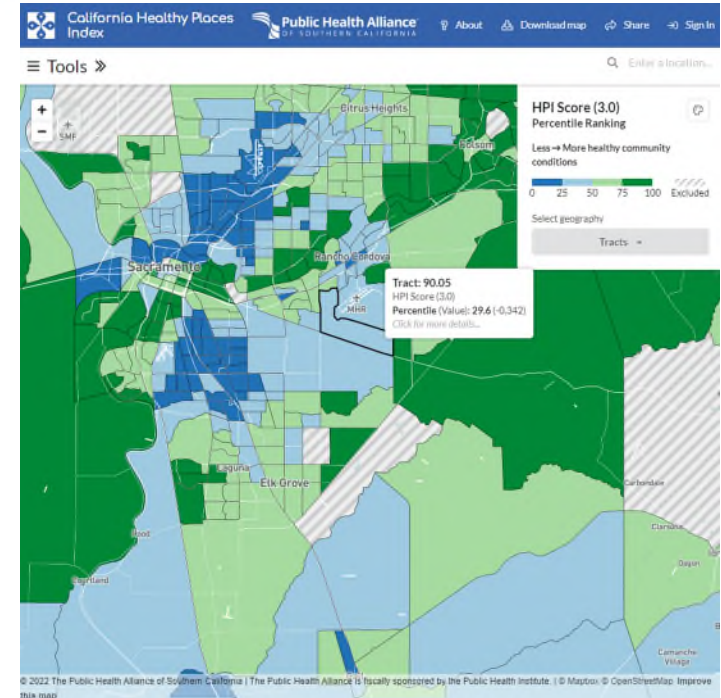 California Healthy Places
Index
Public Health Alliance
OF SOUTHERN CALIFORNIA
About
Download map
Share
Sign In
Tools
Enter a location...
+
−
SMF
Citrus Heights
Folsom
HPI Score (3.0)
Percentile Ranking
Less → More healthy community
conditions
0 25 50 75 100 Excluded
Select geography
Tracts
Rancho Cordova
Sacramento
Tract: 90.05
HPI Score (3.0)
Percentile (Value): 29.6 (-0.342)
Click for more details...
MHR
Laguna
Elk Grove
Carbondale
Hood
Clarsona
Dagon
Courtland
Camanche
Village
© 2022 The Public Health Alliance of Southern California | The Public Health Alliance is fiscally sponsored by the Public Health Institute. | © Mapbox © OpenStreetMap Improve
this map